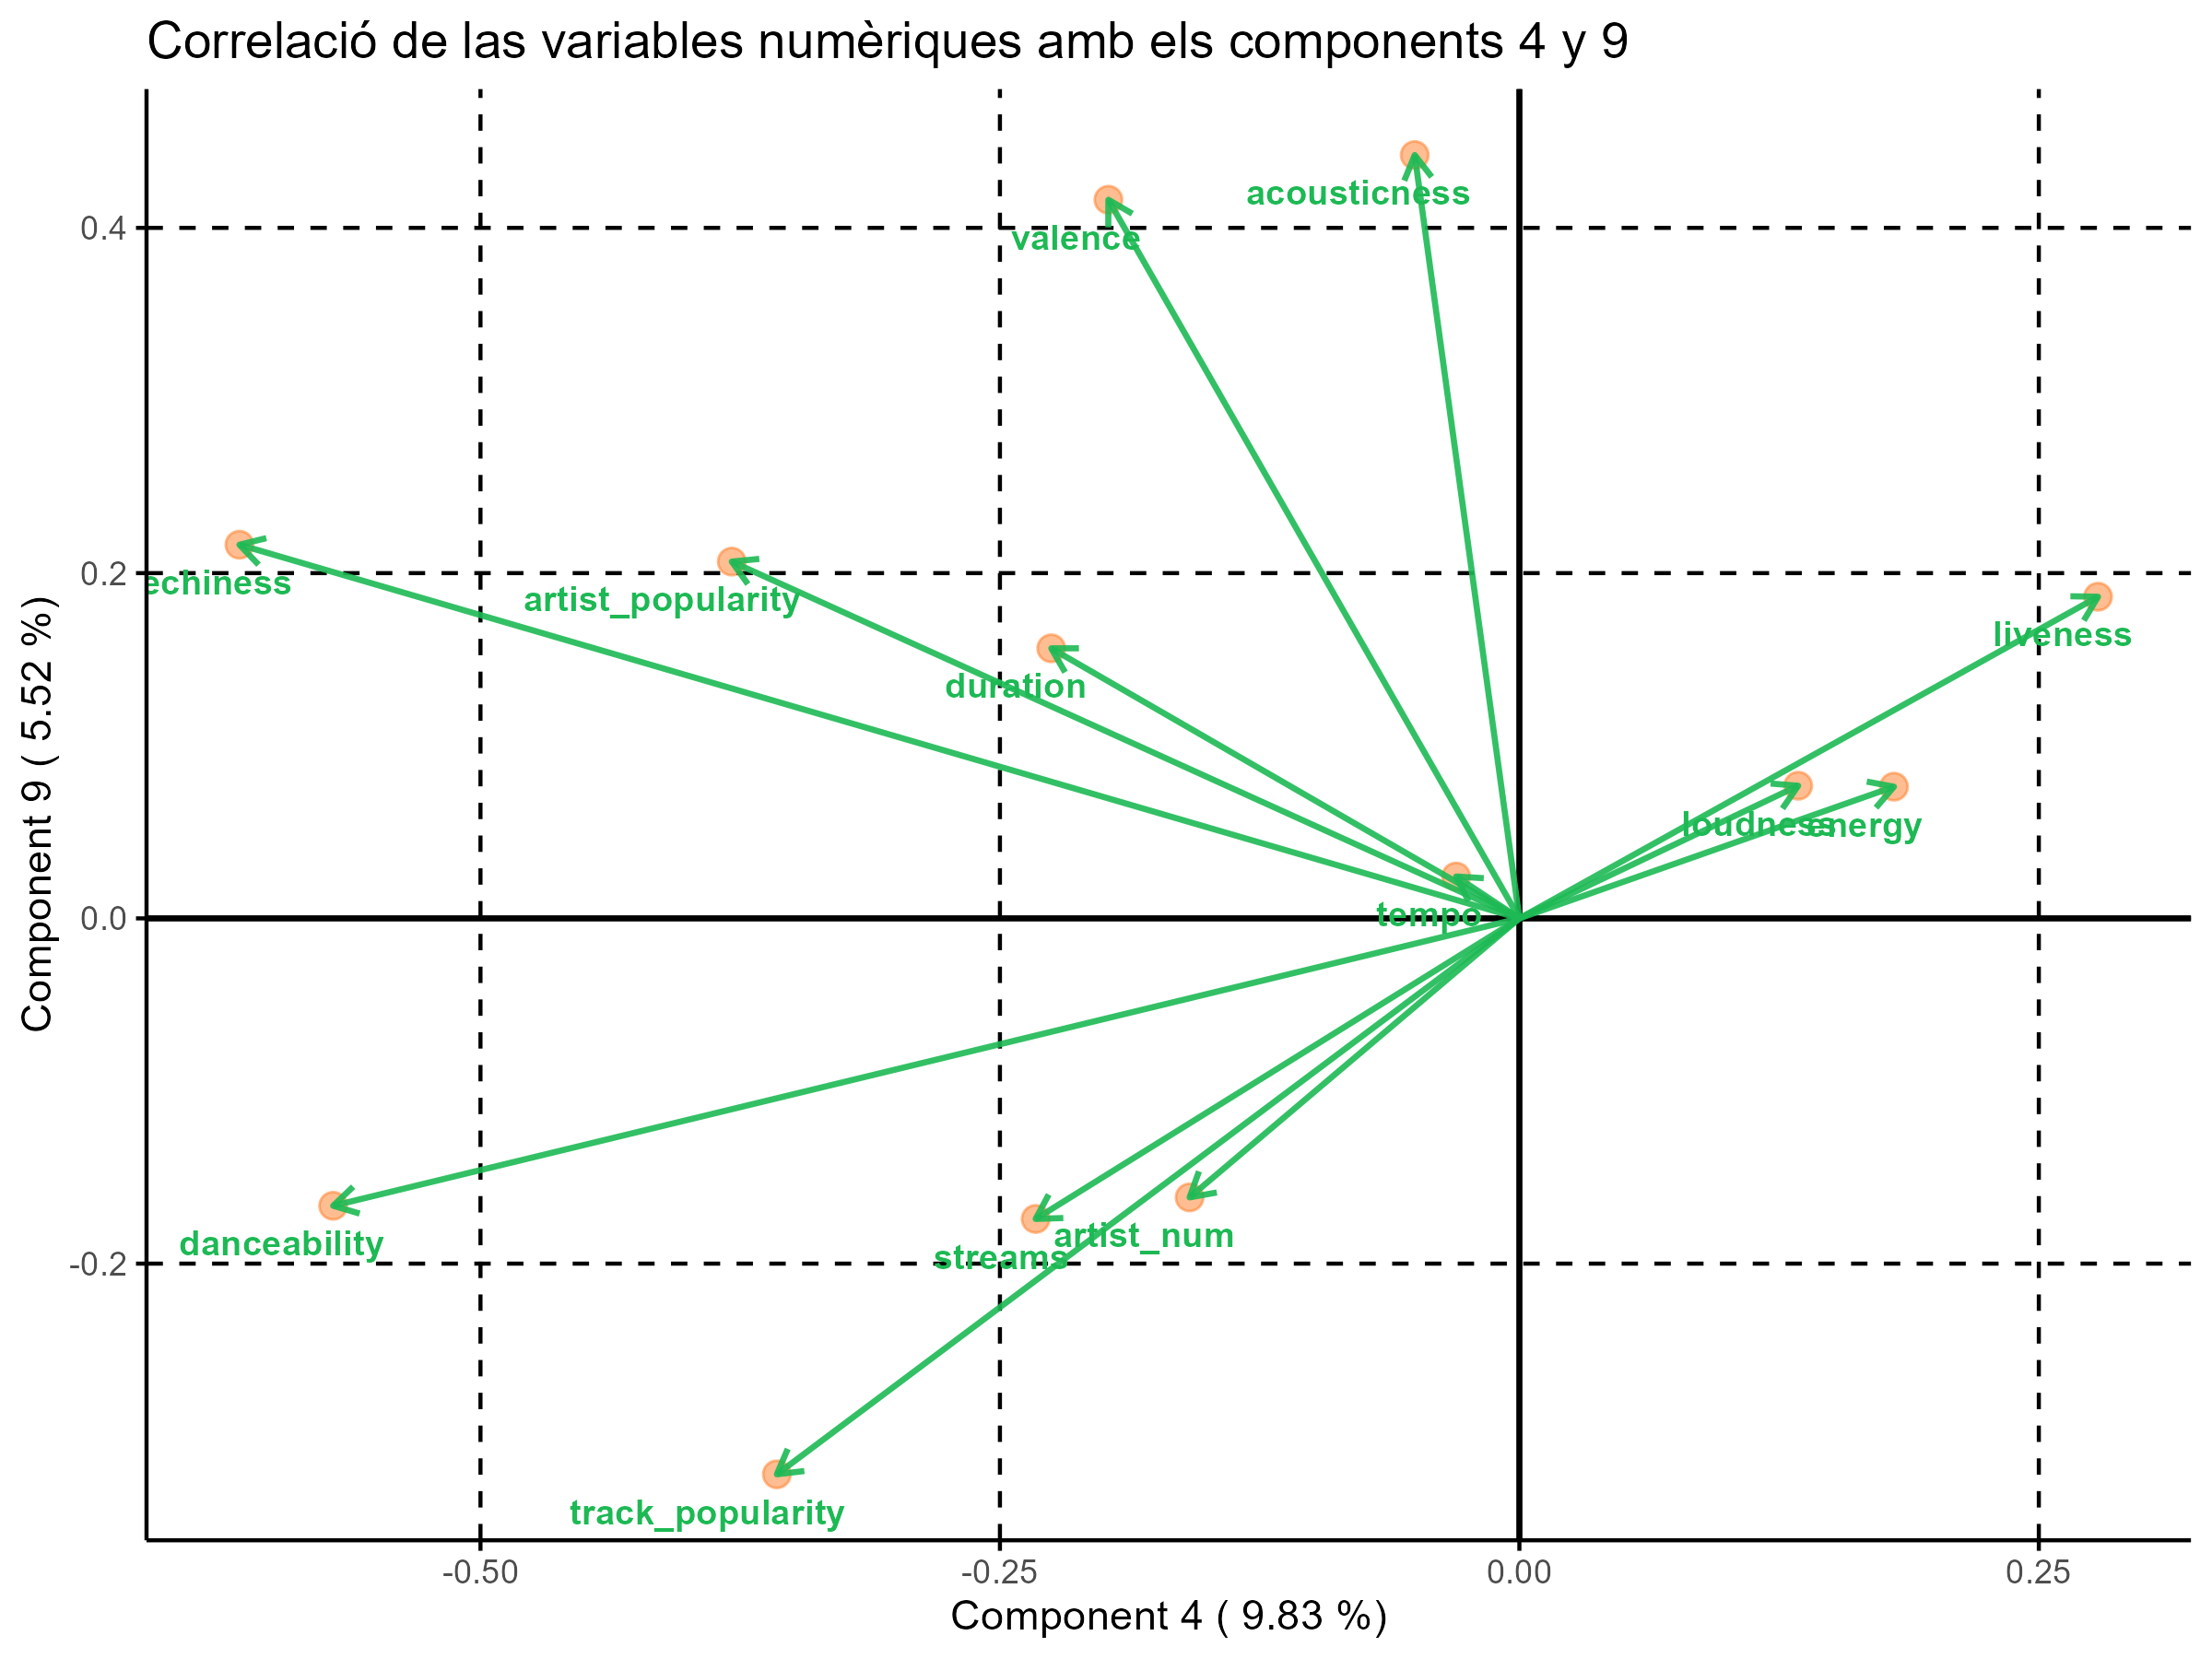 Correlació de las variables numèriques amb els components 4 y 9
acousticness
valence
0.4
echiness
artist_popularity
0.2
liveness
duration
loudness
energy
tempo
0.0
danceability
artist_num
streams
-0.2
track_popularity
Component 9 ( 5.52 %)
-0.50
-0.25
0.00
0.25
Component 4 ( 9.83 %)